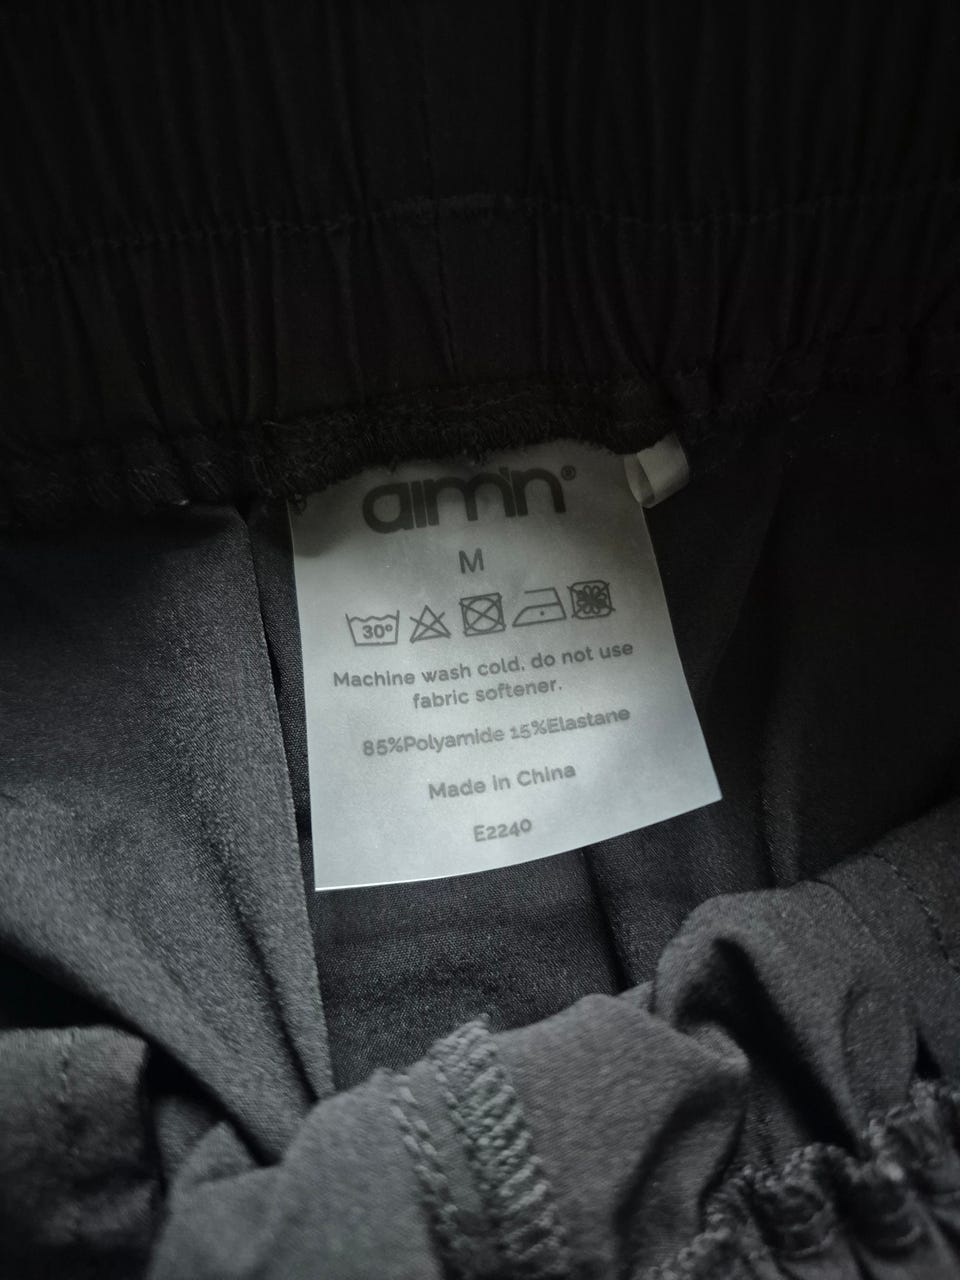 aim'n®
M
30°
Machine wash cold, do not use
fabric softener.
85%Polyamide 15%Elastane
Made in China
E2240